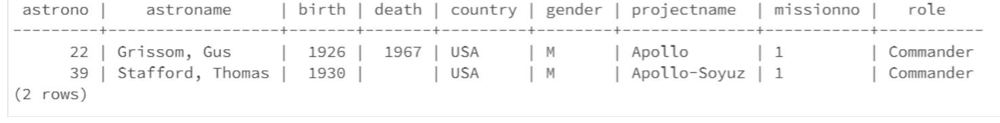 astrono |    astroname     | birth | death | country | gender | projectname  | missionno |   role
---------+------------------+-------+-------+---------+--------+--------------+-----------+-----------
      22 | Grissom, Gus     |  1926 |  1967 | USA     | M      | Apollo       | 1         | Commander
      39 | Stafford, Thomas |  1930 |       | USA     | M      | Apollo-Soyuz | 1         | Commander
(2 rows)